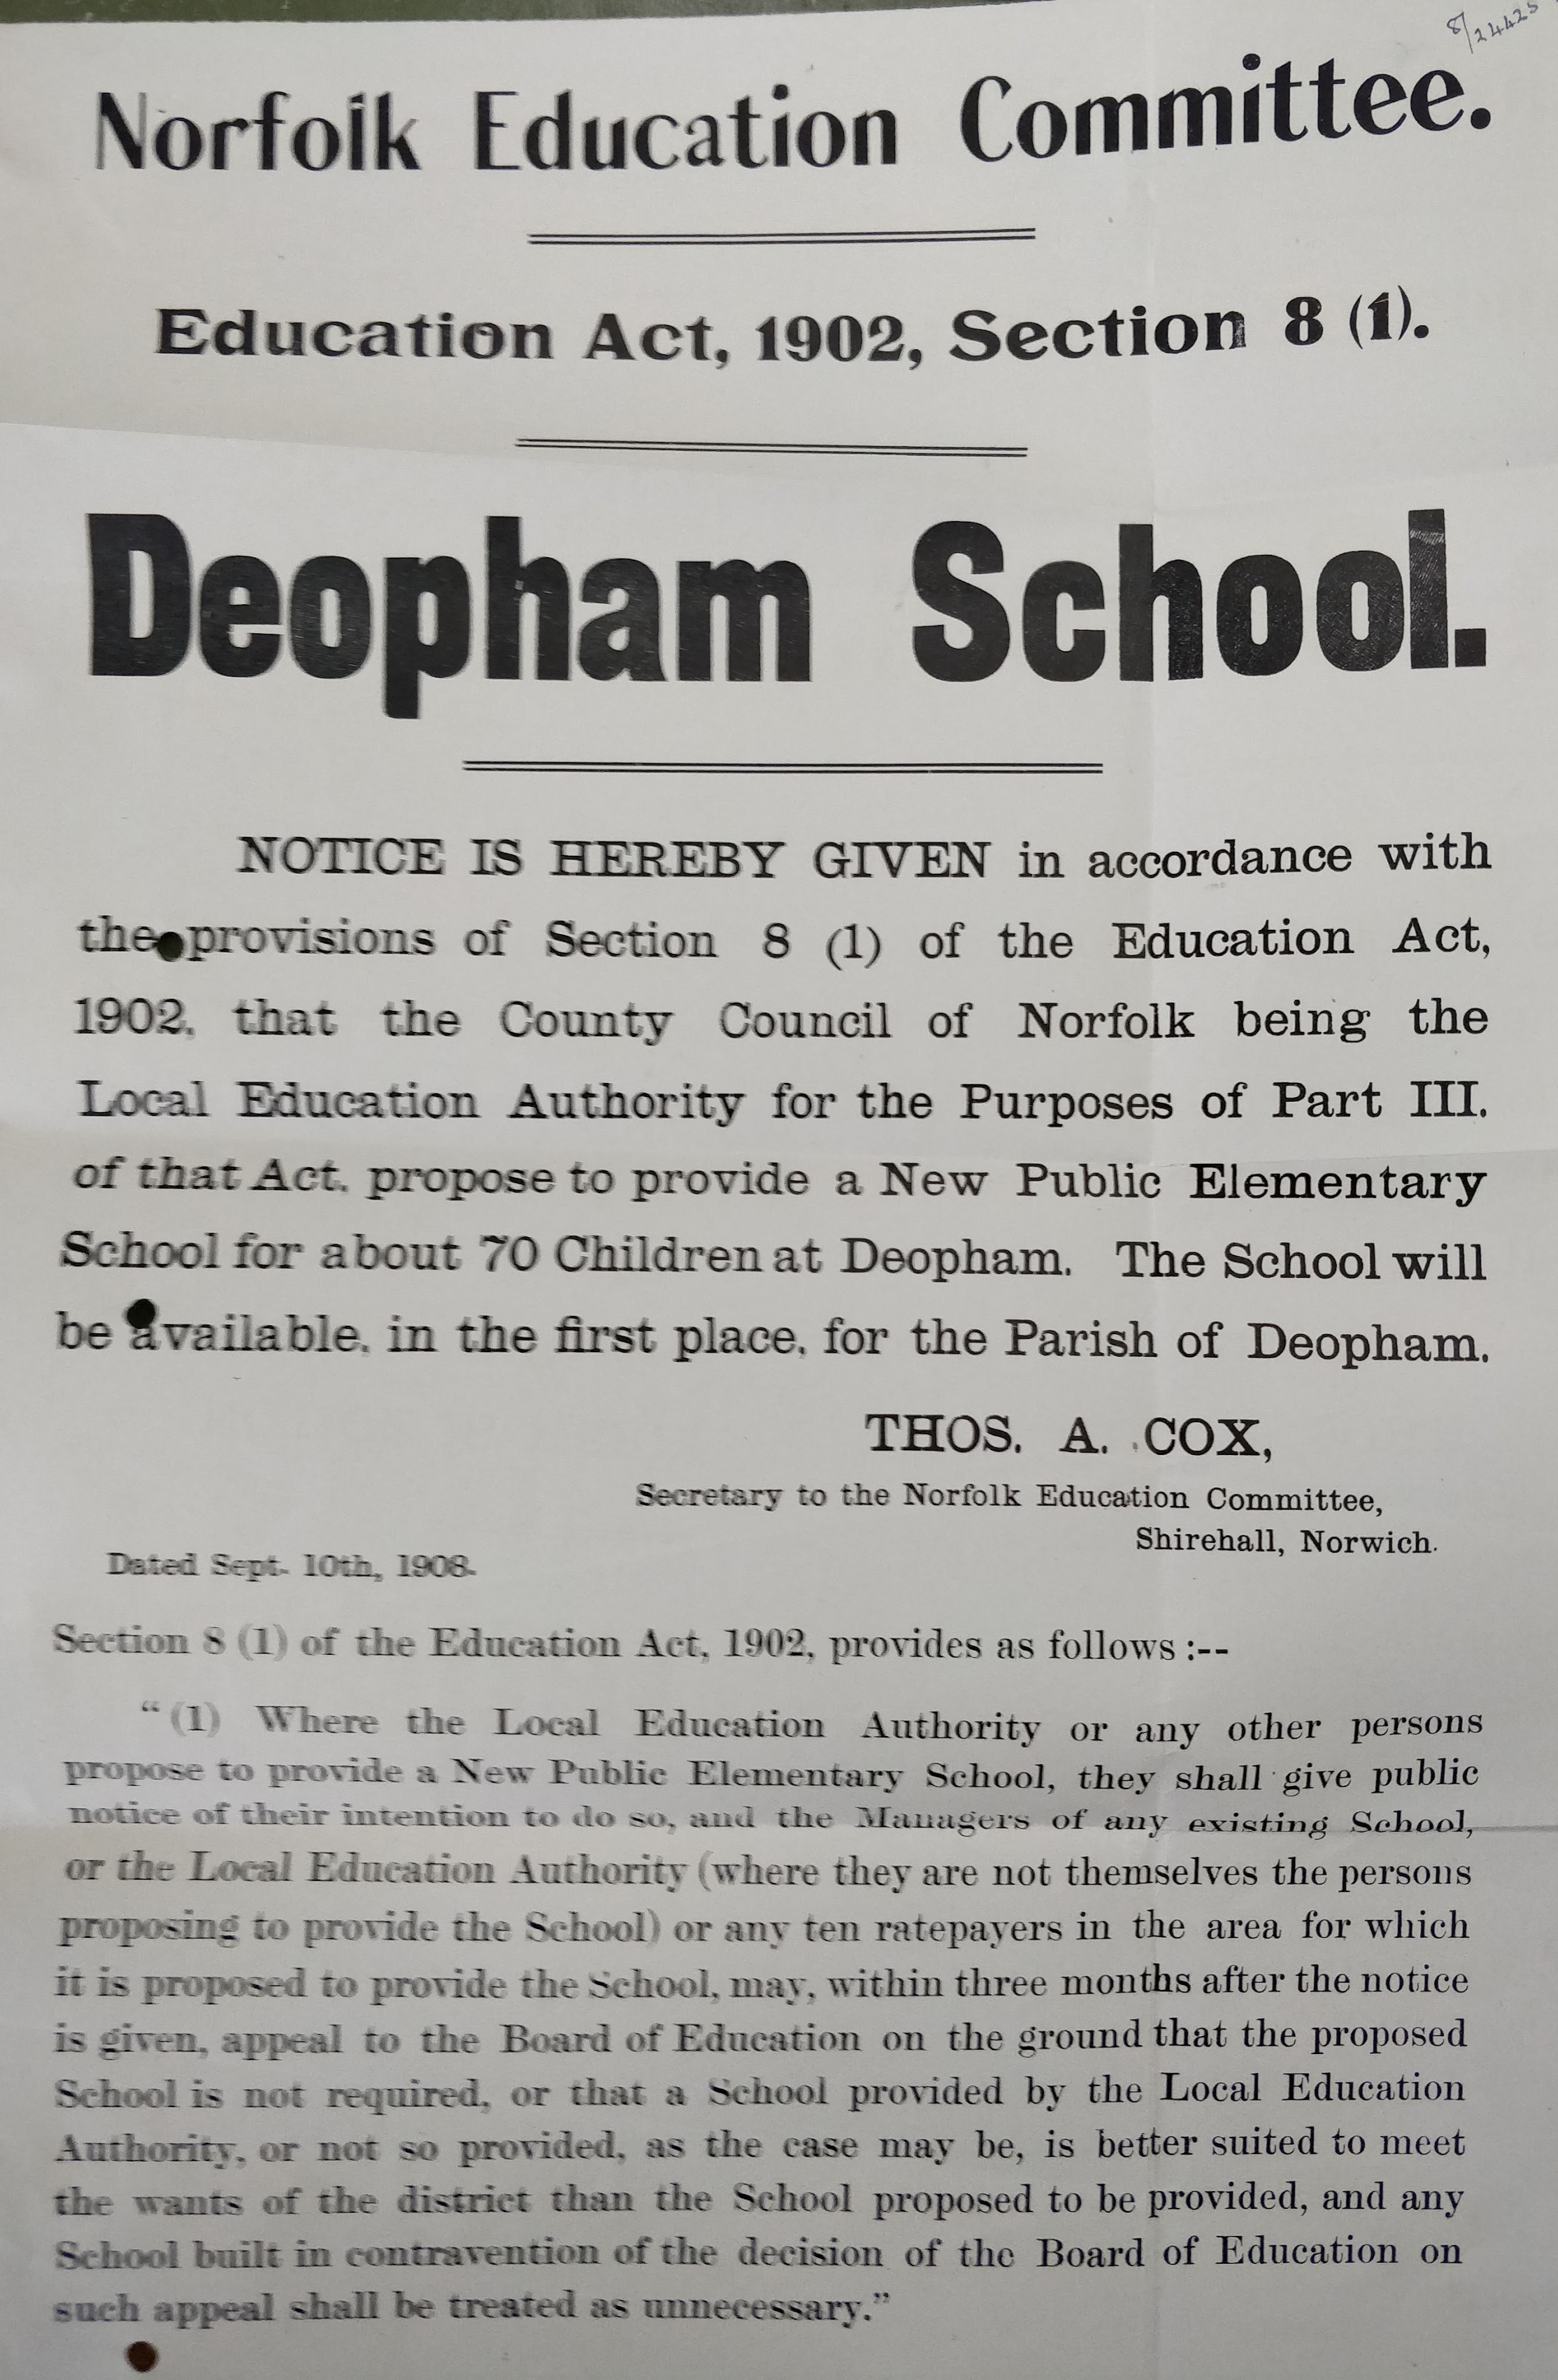 8/24425
Norfolk Education Committee.
Education Act, 1902, Section 8 (1).
Deopham School.
NOTICE IS HEREBY GIVEN in accordance with
the provisions of Section 8 (1) of the Education Act,
1902, that the County Council of Norfolk being the
Local Education Authority for the Purposes of Part III.
of that Act, propose to provide a New Public Elementary
School for about 70 Children at Deopham. The School will
be available, in the first place, for the Parish of Deopham.
THOS. A. COX,
Secretary to the Norfolk Education Committee,
Shirehall, Norwich.
Dated Sept. 10th, 1908.
Section 8 (1) of the Education Act, 1902, provides as follows :--
“ (1) Where the Local Education Authority or any other persons
propose to provide a New Public Elementary School, they shall give public
notice of their intention to do so, and the Managers of any existing School,
or the Local Education Authority (where they are not themselves the persons
proposing to provide the School) or any ten ratepayers in the area for which
it is proposed to provide the School, may, within three months after the notice
is given, appeal to the Board of Education on the ground that the proposed
School is not required, or that a School provided by the Local Education
Authority, or not so provided, as the case may be, is better suited to meet
the wants of the district than the School proposed to be provided, and any
School built in contravention of the decision of the Board of Education on
such appeal shall be treated as unnecessary.”